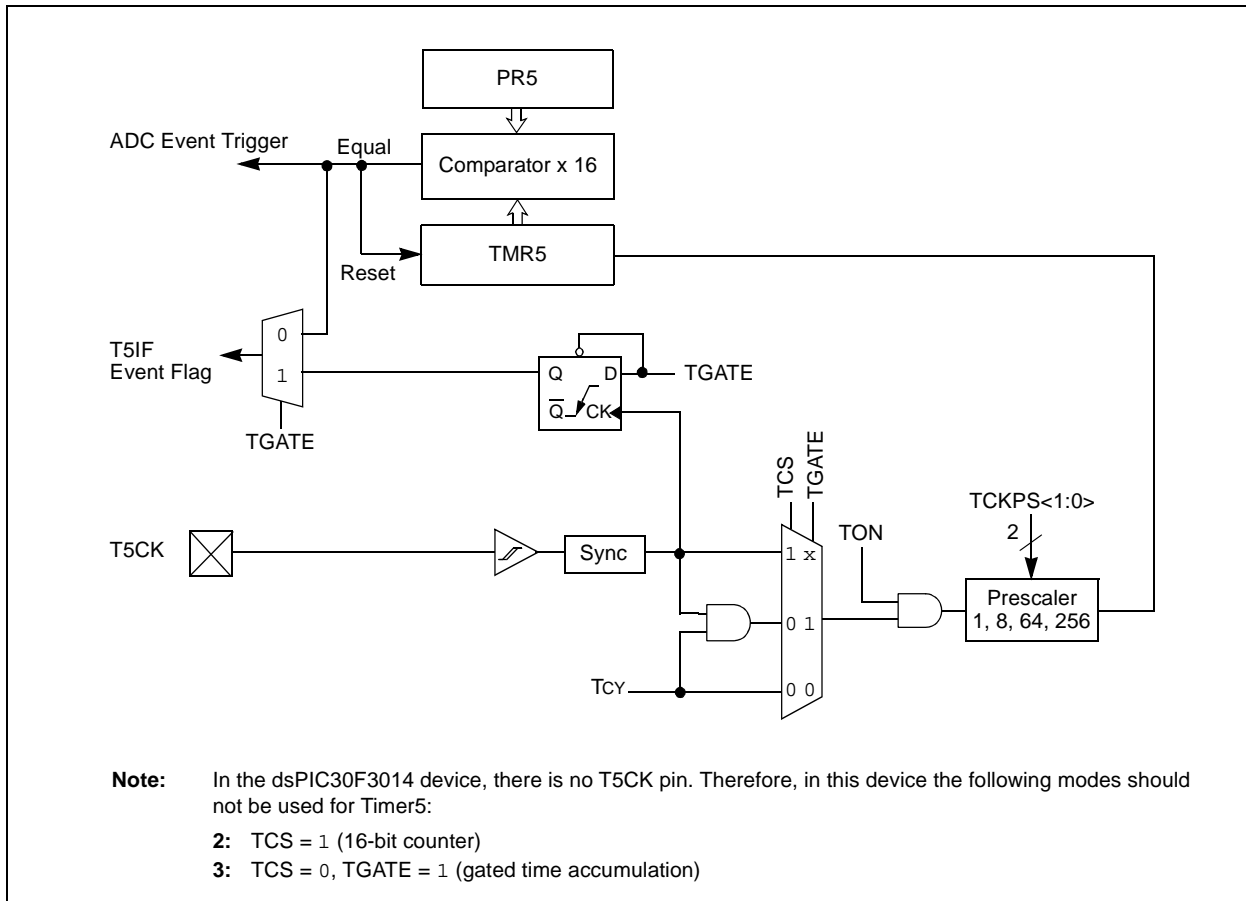 PR5
ADC Event Trigger
Equal
Comparator x 16
TMR5
Reset
0
1
T5IF
Event Flag
TGATE
Q D
Q CK
TGATE
TCS
TGATE
TCKPS<1:0>
2
T5CK
Sync
1 x
TON
Prescaler
1, 8, 64, 256
0 1
TCY
0 0
Note: In the dsPIC30F3014 device, there is no T5CK pin. Therefore, in this device the following modes should
not be used for Timer5:
2: TCS = 1 (16-bit counter)
3: TCS = 0, TGATE = 1 (gated time accumulation)